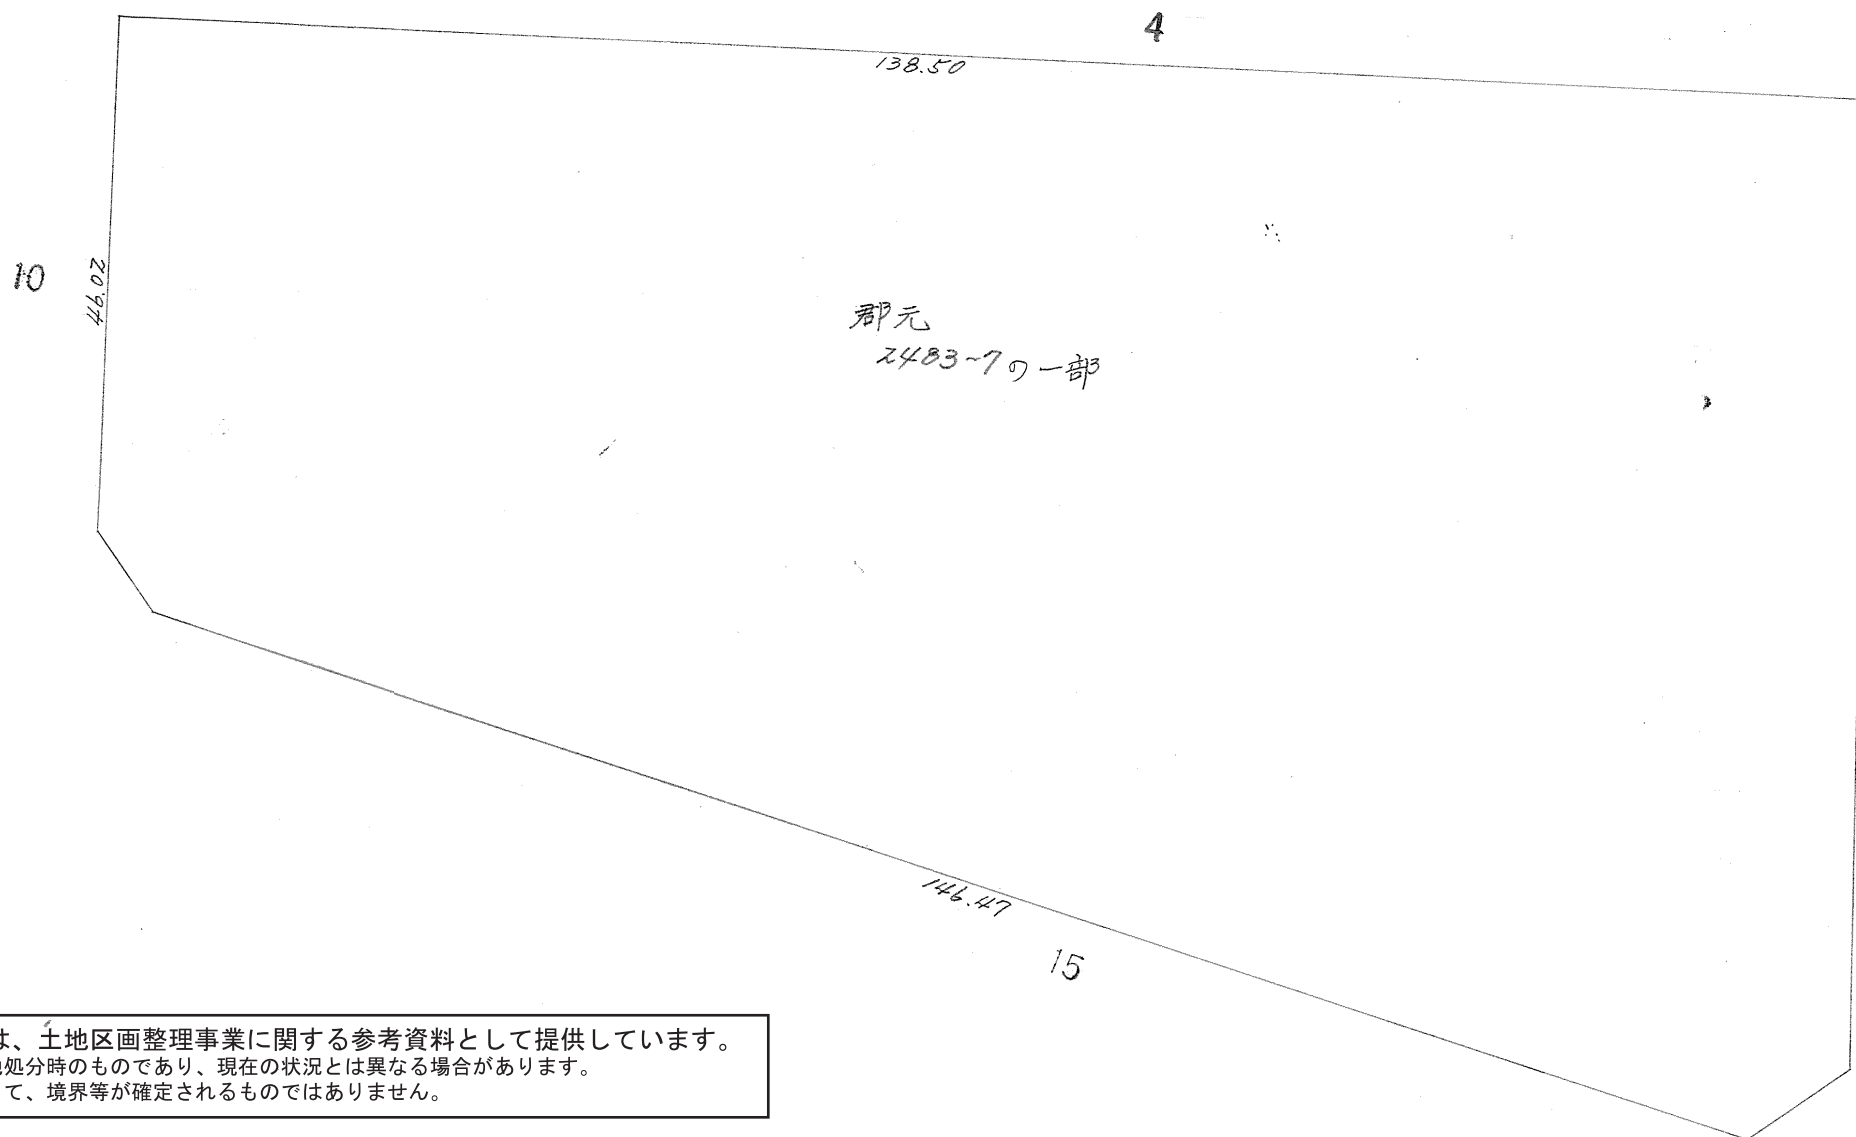 4
138.50
10
20.94
郡元
2483~7の一部
146.47
15
は、土地区画整理事業に関する参考資料として提供しています。
処分時のものであり、現在の状況とは異なる場合があります。
て、境界等が確定されるものではありません。